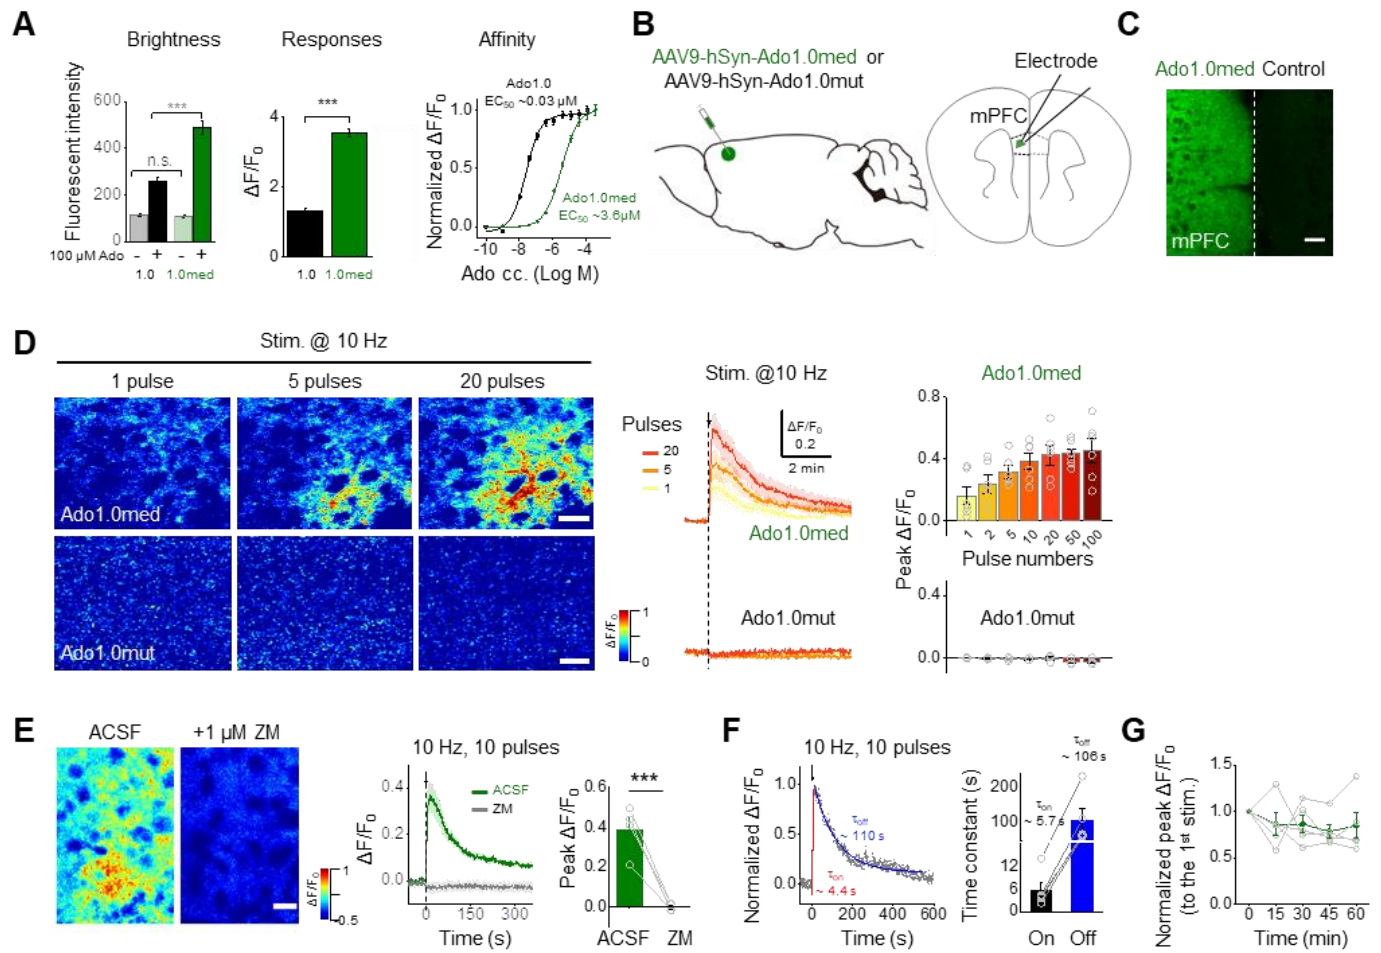 A
Brightness
Responses
Affinity
Fluorescent intensity
600
400
200
0
n.s.
***
100 µM Ado
- + - +
1.0 1.0med
ΔF/F0
4
2
0
***
1.0 1.0med
Normalized ΔF/F0
1.0
0.5
0.0
Ado1.0
EC50 ~0.03 µM
Ado1.0med
EC50 ~3.6µM
-10 -8 -6 -4
Ado cc. (Log M)
B
AAV9-hSyn-Ado1.0med or
AAV9-hSyn-Ado1.0mut
Electrode
mPFC
C
Ado1.0med Control
mPFC
D
Stim. @ 10 Hz
1 pulse
5 pulses
20 pulses
Ado1.0med
Ado1.0mut
ΔF/F0
1
0
Stim. @10 Hz
Pulses
20
5
1
ΔF/F0
0.2
2 min
Ado1.0med
Ado1.0mut
Ado1.0med
Peak ΔF/F0
0.8
0.4
0.0
1 2 5 10 20 50 100
Pulse numbers
0.4
0.0
Ado1.0mut
E
ACSF
+1 µM ZM
ΔF/F0
1
-0.5
10 Hz, 10 pulses
ΔF/F0
0.4
0.2
0.0
ACSF
ZM
0 150 300
Time (s)
Peak ΔF/F0
0.6
0.4
0.2
0.0
***
ACSF ZM
F
10 Hz, 10 pulses
Normalized ΔF/F0
1.0
0.5
0.0
τoff
~ 110 s
τon
~ 4.4 s
0 200 400 600
Time (s)
Time constant (s)
200
100
12
6
0
τon
~ 5.7 s
τoff
~ 106 s
On Off
G
Normalized peak ΔF/F0
(to the 1st stim.)
1.5
1.0
0.5
0.0
0 15 30 45 60
Time (min)